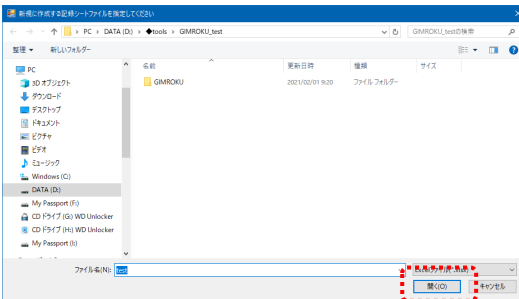 新規に作成する記録シートファイルを指定してください
PC › DATA (D:) › ◆tools › GIMROKU_test
GIMROKU_testの検索
整理 新しいフォルダー
名前 更新日時 種類 サイズ
GIMROKU 2021/02/01 9:20 ファイル フォルダー
PC
3D オブジェクト
ダウンロード
デスクトップ
ドキュメント
ピクチャ
ビデオ
ミュージック
Windows (C:)
DATA (D:)
My Passport (F:)
CD ドライブ (G:) WD Unlocker
CD ドライブ (H:) WD Unlocker
My Passport (I:)
ファイル名(N): test
開く(O) キャンセル